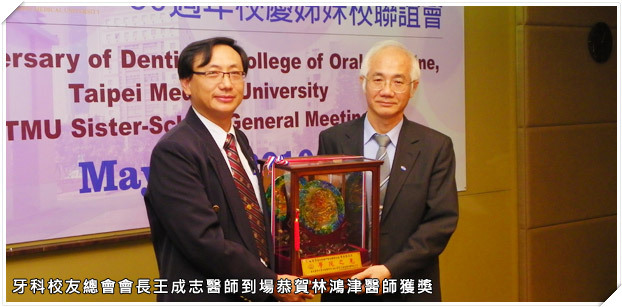 週年校慶姊妹校聯誼會
ersary of Denti College of Oral ine,
Taipei Me University
TMU Sister-Sch General Meetin
May
牙科校友總會會長王成志醫師到場恭賀林鴻津醫師獲獎